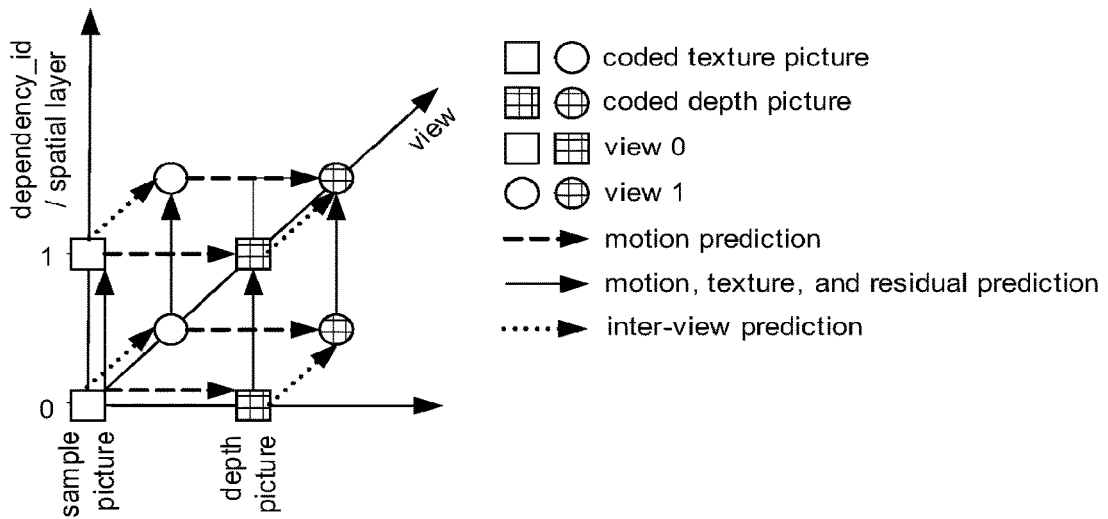 dependency_id
/ spatial layer
1
0
view
sample
picture
depth
picture
coded texture picture
coded depth picture
view 0
view 1
motion prediction
motion, texture, and residual prediction
inter-view prediction